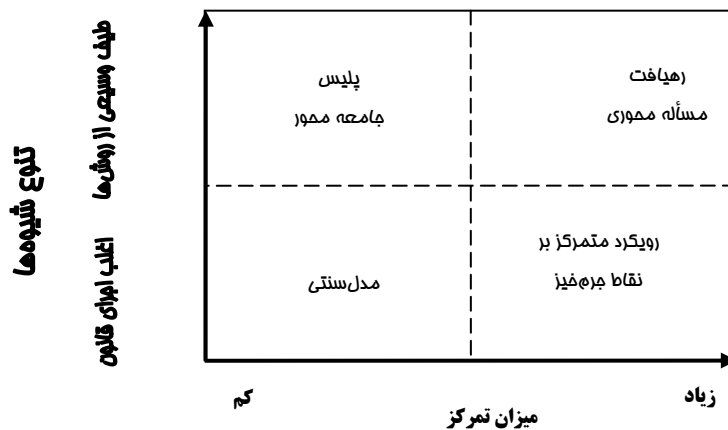 تنوع شیوه‌ها
طیف وسیعی از روش‌ها
اغلب اجرای قانون
رهیافت
مسأله محوری
پلیس
جامعه محور
رویکرد متمرکز بر
نقاط جرم‌خیز
مدل‌سنتی
زیاد
کم
میزان تمرکز